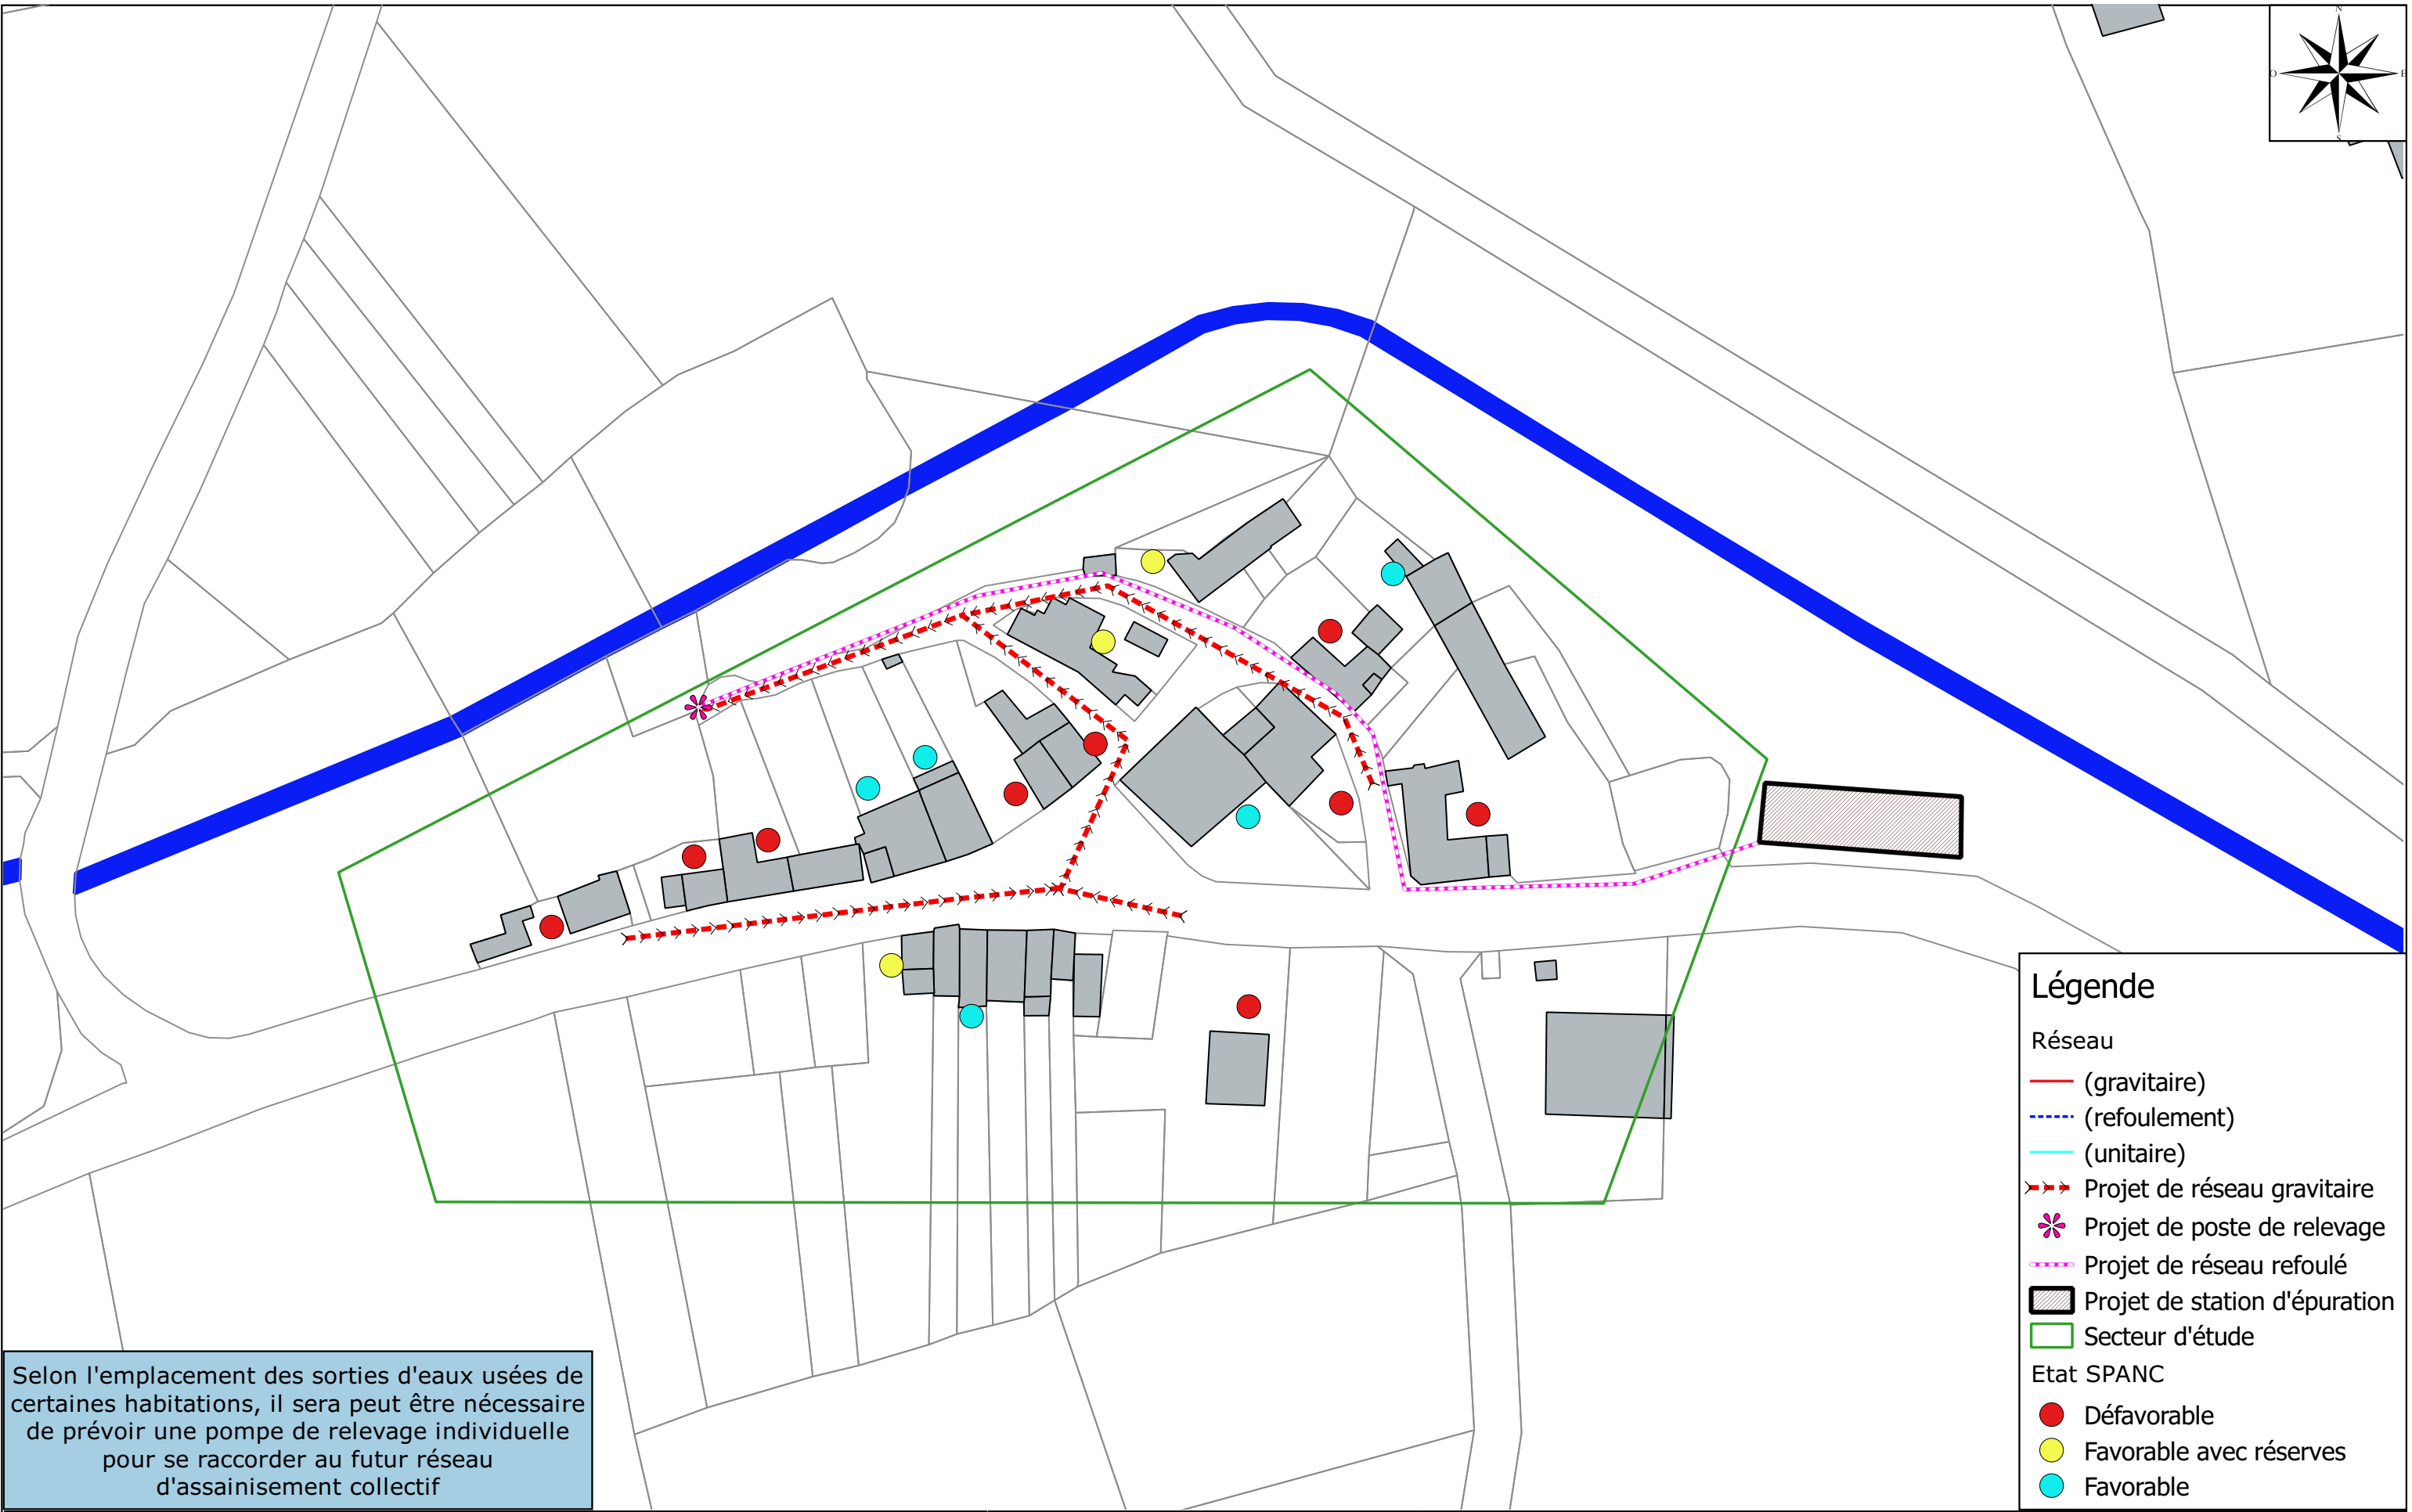 N
O
E
S
Légende
Réseau
(gravitaire)
(refoulement)
(unitaire)
Projet de réseau gravitaire
Projet de poste de relevage
Projet de réseau refoulé
Projet de station d'épuration
Secteur d'étude
Etat SPANC
Défavorable
Favorable avec réserves
Favorable
Selon l'emplacement des sorties d'eaux usées de
certaines habitations, il sera peut être nécessaire
de prévoir une pompe de relevage individuelle
pour se raccorder au futur réseau
d'assainisement collectif